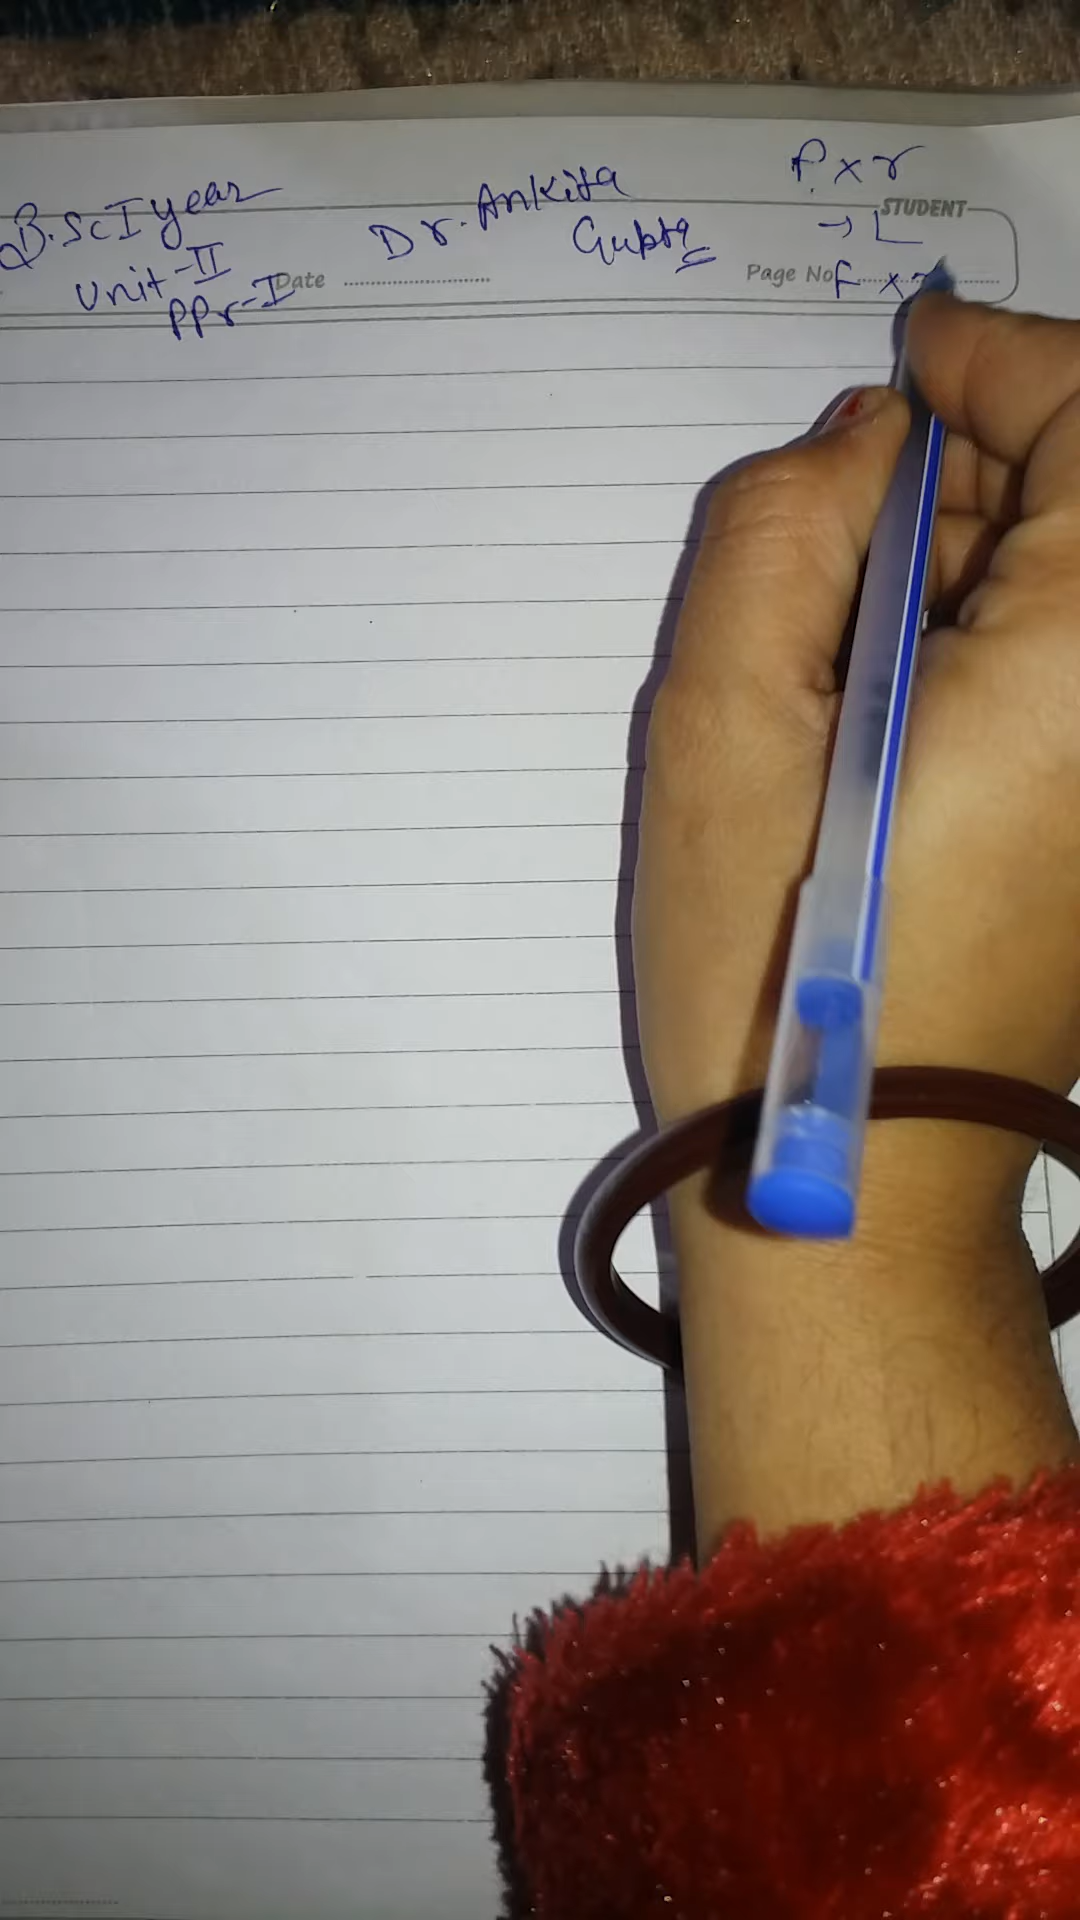 B.Sc I year
Unit-II
PPr-I
Dr. Ankita
Gupta
P × r
STUDENT
→ L
Date
Page No.
F × r